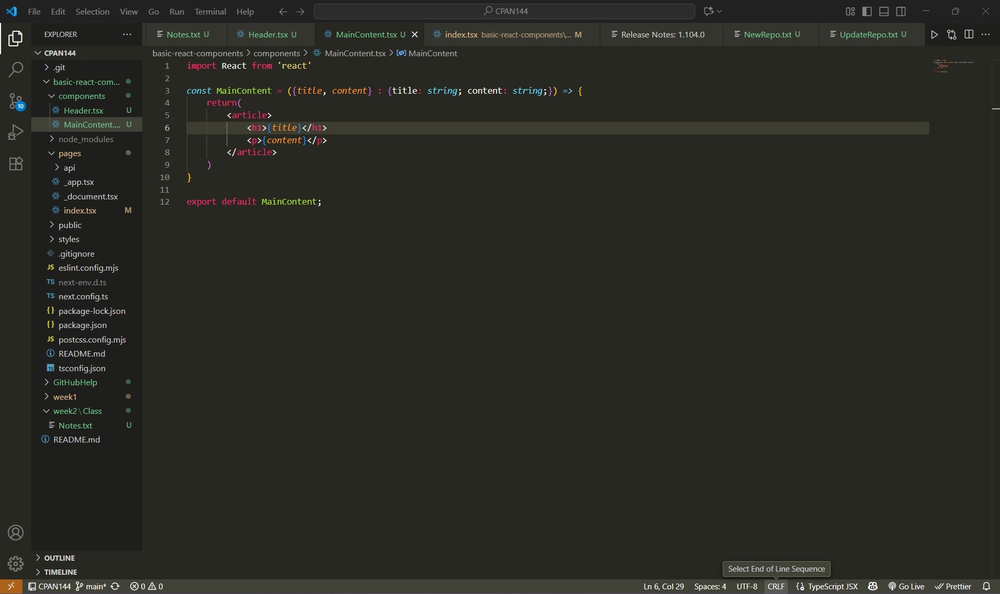 File Edit Selection View Go Run Terminal Help CPAN144
EXPLORER
CPAN144
.git
basic-react-com...
components
Header.tsx U
MainContent.... U
node_modules
pages
api
_app.tsx
_document.tsx
index.tsx M
public
styles
.gitignore
JS eslint.config.mjs
TS next-env.d.ts
TS next.config.ts
{} package-lock.json
{} package.json
JS postcss.config.mjs
README.md
TS tsconfig.json
GitHubHelp
week1
week2\Class
Notes.txt U
README.md
OUTLINE
TIMELINE
Notes.txt U Header.tsx U MainContent.tsx U index.tsx basic-react-components\... M Release Notes: 1.104.0 NewRepo.txt U UpdateRepo.txt U
basic-react-components > components > MainContent.tsx > MainContent
1 import React from 'react'
2
3 const MainContent = ({title, content} : {title: string; content: string;}) => {
4 return(
5 <article>
6 <h1>{title}</h1>
7 <p>{content}</p>
8 </article>
9 )
10 }
11
12 export default MainContent;
Select End of Line Sequence
10
CPAN144 main* 0 0 Ln 6, Col 29 Spaces: 4 UTF-8 CRLF TypeScript JSX Go Live Prettier